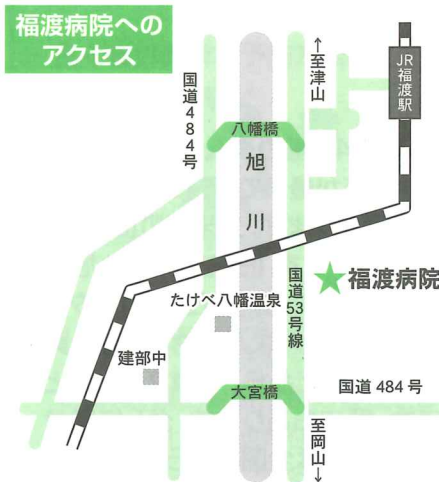 福渡病院への
アクセス
国道484号
↑至津山
JR福渡駅
八幡橋
旭川
福渡病院
国道53号線
たけべ八幡温泉
建部中
大宮橋
国道484号
至岡山↓